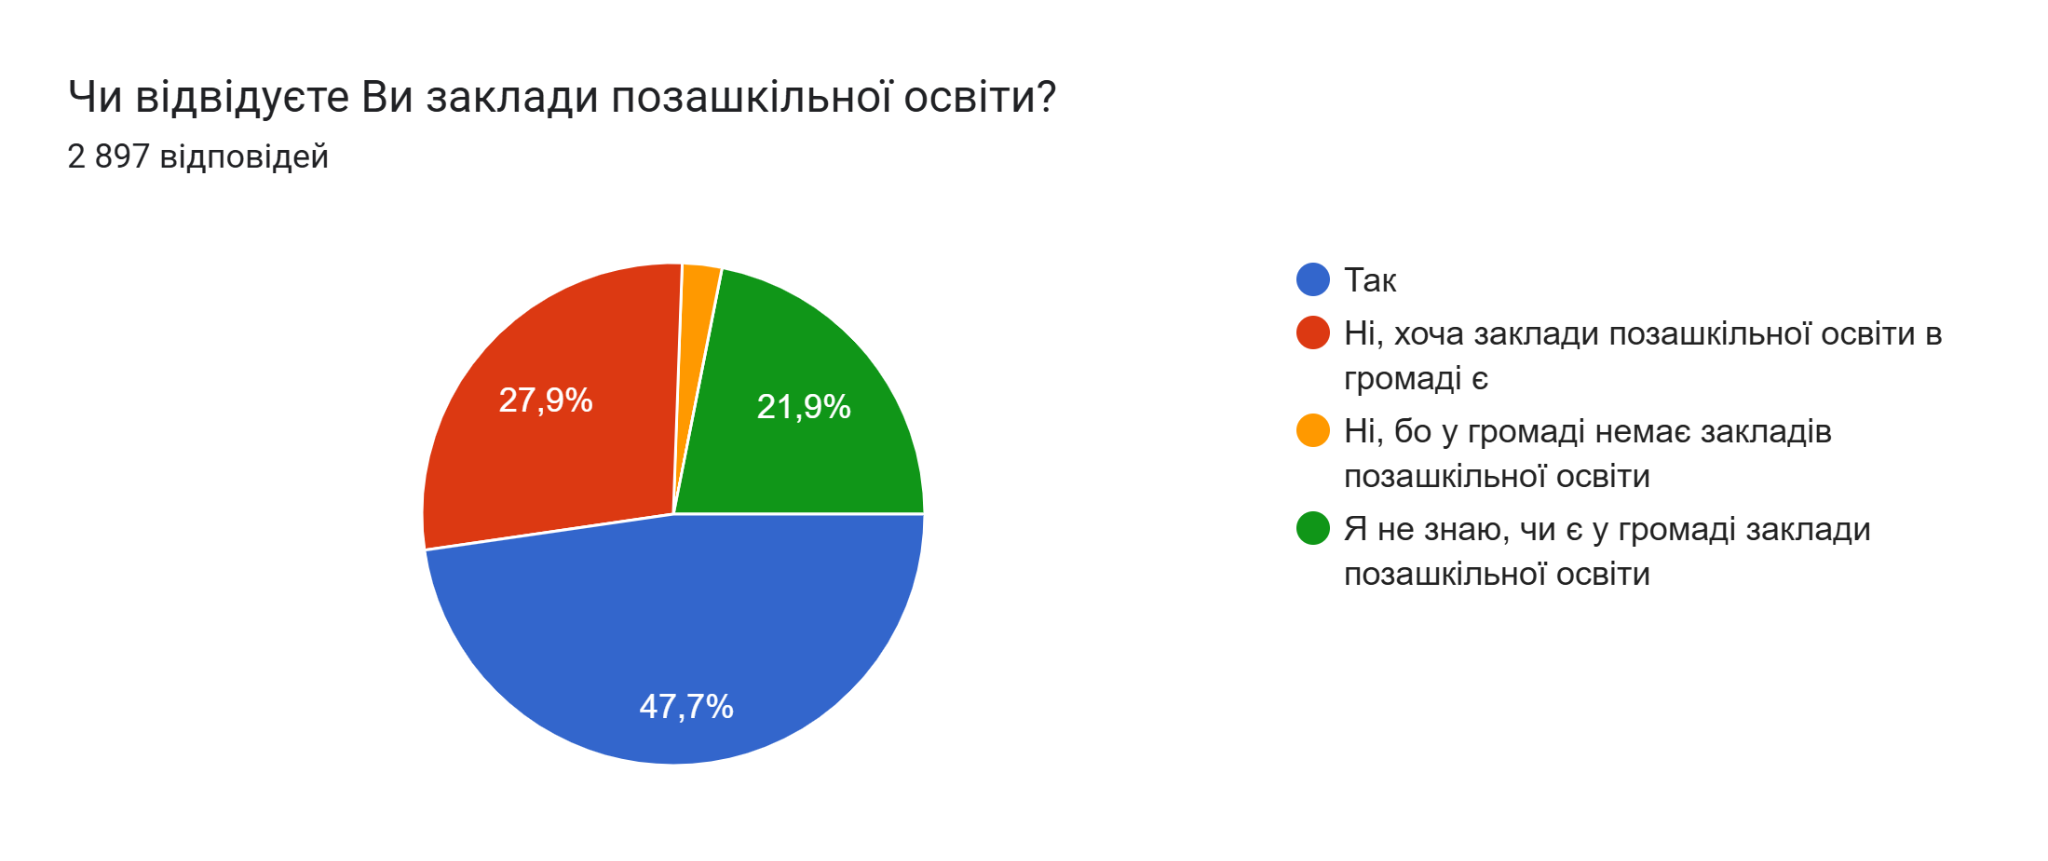 Чи відвідуєте Ви заклади позашкільної освіти?
2 897 відповідей
27,9%
21,9%
47,7%
Так
Ні, хоча заклади позашкільної освіти в
громаді є
Ні, бо у громаді немає закладів
позашкільної освіти
Я не знаю, чи є у громаді заклади
позашкільної освіти